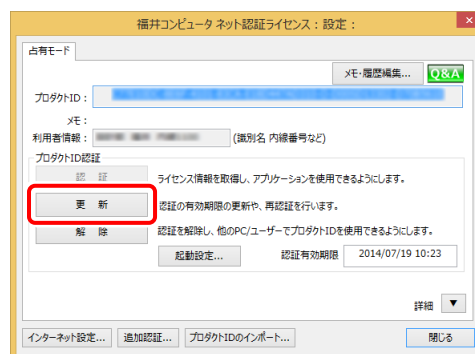 福井コンピュータ ネット認証ライセンス：設定：
占有モード
メモ・履歴編集... Q&A
プロダクトID：
メモ：
利用者情報： (識別名 内線番号など)
プロダクトID認証
認 証 ライセンス情報を取得し、アプリケーションを使用できるようにします。
更 新 認証の有効期限の更新や、再認証を行います。
解 除 認証を解除し、他のPC/ユーザーでプロダクトIDを使用できるようにします。
起動設定... 認証有効期限 2014/07/19 10:23
詳細 ▼
インターネット設定... 追加認証... プロダクトIDのインポート... 閉じる